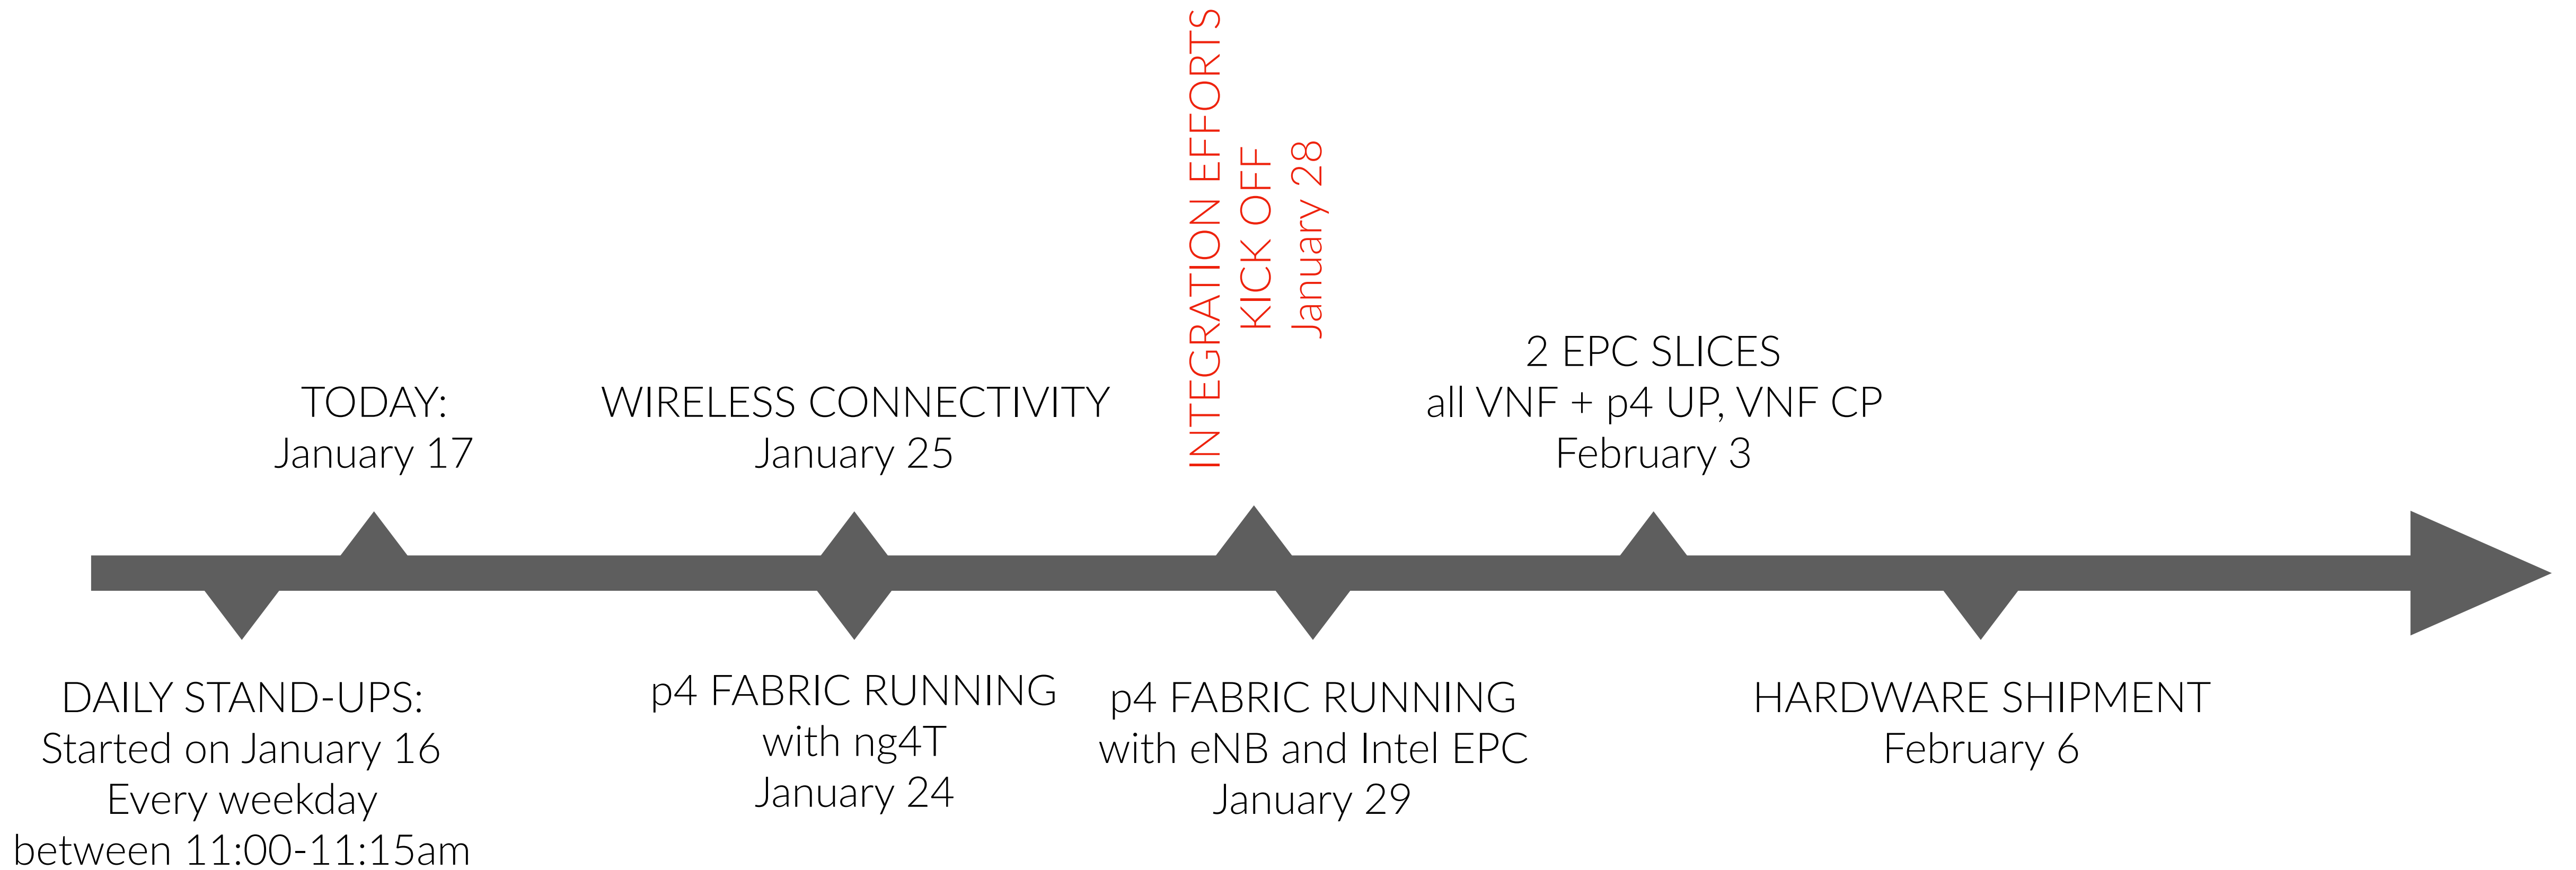 INTEGRATION EFFORTS
KICK OFF
January 28
TODAY:
January 17
WIRELESS CONNECTIVITY
January 25
2 EPC SLICES
all VNF + p4 UP, VNF CP
February 3
DAILY STAND-UPS:
Started on January 16
Every weekday
between 11:00-11:15am
p4 FABRIC RUNNING
with ng4T
January 24
p4 FABRIC RUNNING
with eNB and Intel EPC
January 29
HARDWARE SHIPMENT
February 6